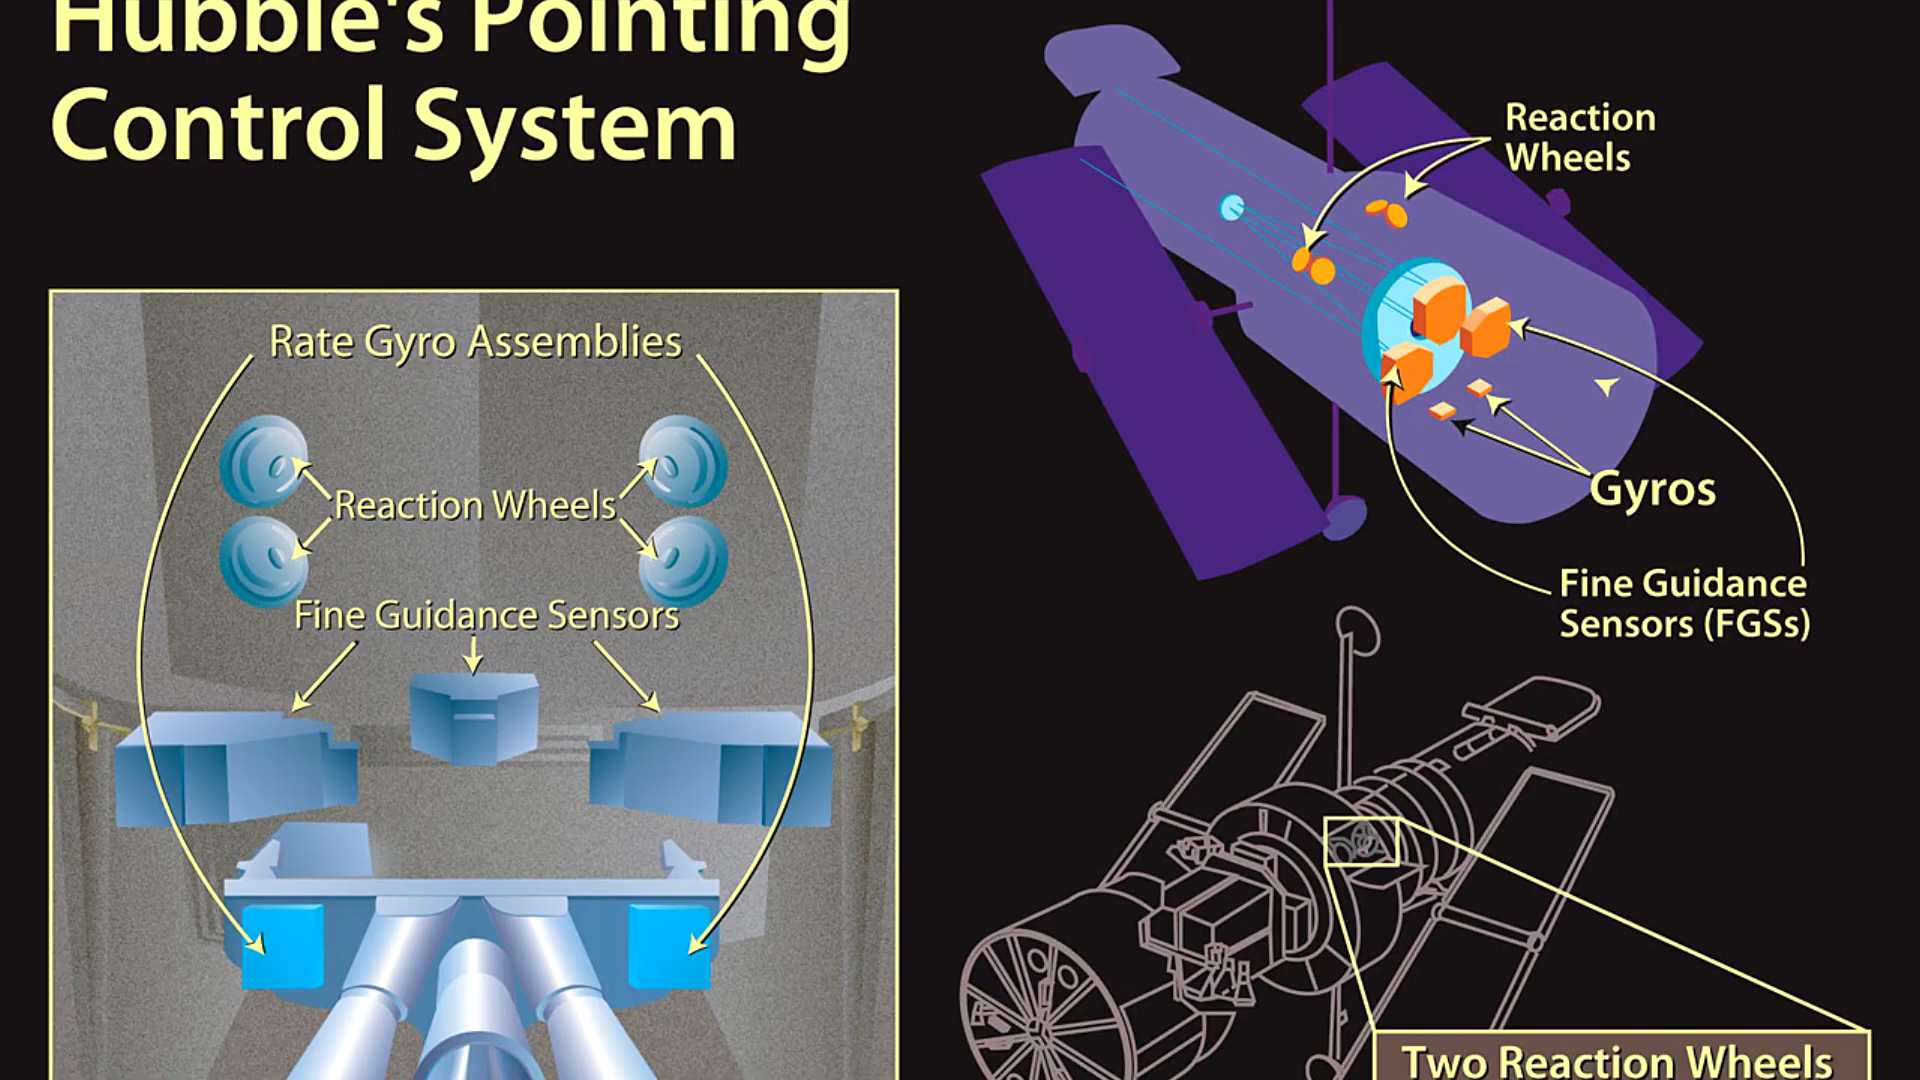 Hubble's Pointing
Control System
Rate Gyro Assemblies
Reaction Wheels
Fine Guidance Sensors
Reaction
Wheels
Gyros
Fine Guidance
Sensors (FGSs)
Two Reaction Wheels